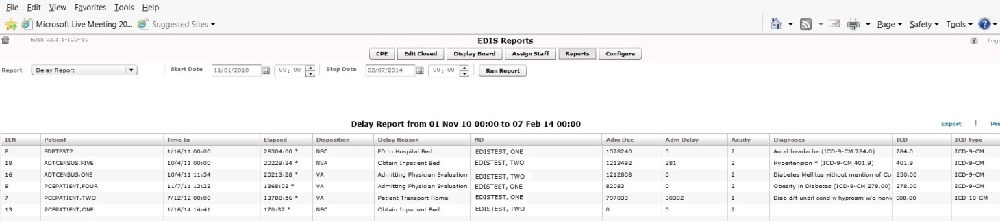 File Edit View Favorites Tools Help
Microsoft Live Meeting 20... Suggested Sites Page Safety Tools
EDIS v2.1.1-ICD-10 EDIS Reports
CPE Edit Closed Display Board Assign Staff Reports Configure
Report Delay Report Start Date 11/01/2010 00: 00 Stop Date 02/07/2014 00: 00 Run Report
Delay Report from 01 Nov 10 00:00 to 07 Feb 14 00:00 Export |
IEN Patient Time In Elapsed Disposition Delay Reason MD Adm Dec Adm Delay Acuity Diagnoses ICD ICD Type
8 EDPTEST2 1/16/11 00:00 26304:00 * NEC ED to Hospital Bed EDISTEST, ONE 1578240 0 2 Aural headache (ICD-9-CM 784.0) 784.0 ICD-9-CM
18 ADTCENSUS,FIVE 10/4/11 00:00 20229:34 * NVA Obtain Inpatient Bed EDISTEST, TWO 1213492 281 2 Hypertension * (ICD-9-CM 401.9) 401.9 ICD-9-CM
16 ADTCENSUS,ONE 10/4/11 11:54 20213:28 * VA Admitting Physician Evaluation EDISTEST, TWO 1212808 0 2 Diabetes Mellitus without mention of Co 250.00 ICD-9-CM
9 PCEPATIENT,FOUR 11/7/11 13:23 1368:03 * VA Admitting Physician Evaluation EDISTEST, ONE 82083 0 2 Obesity in Diabetes (ICD-9-CM 278.00) 278.00 ICD-9-CM
7 PCEPATIENT,TWO 7/12/12 00:00 13788:56 * VA Patient Transport Home EDISTEST, ONE 797033 30302 1 Diab d/t undrl cond w hyprosm w/o nonk E08.00 ICD-10-CM
13 PCEPATIENT,ONE 1/16/14 14:41 170:37 * NEC Obtain Inpatient Bed EDISTEST, TWO 0 0 2